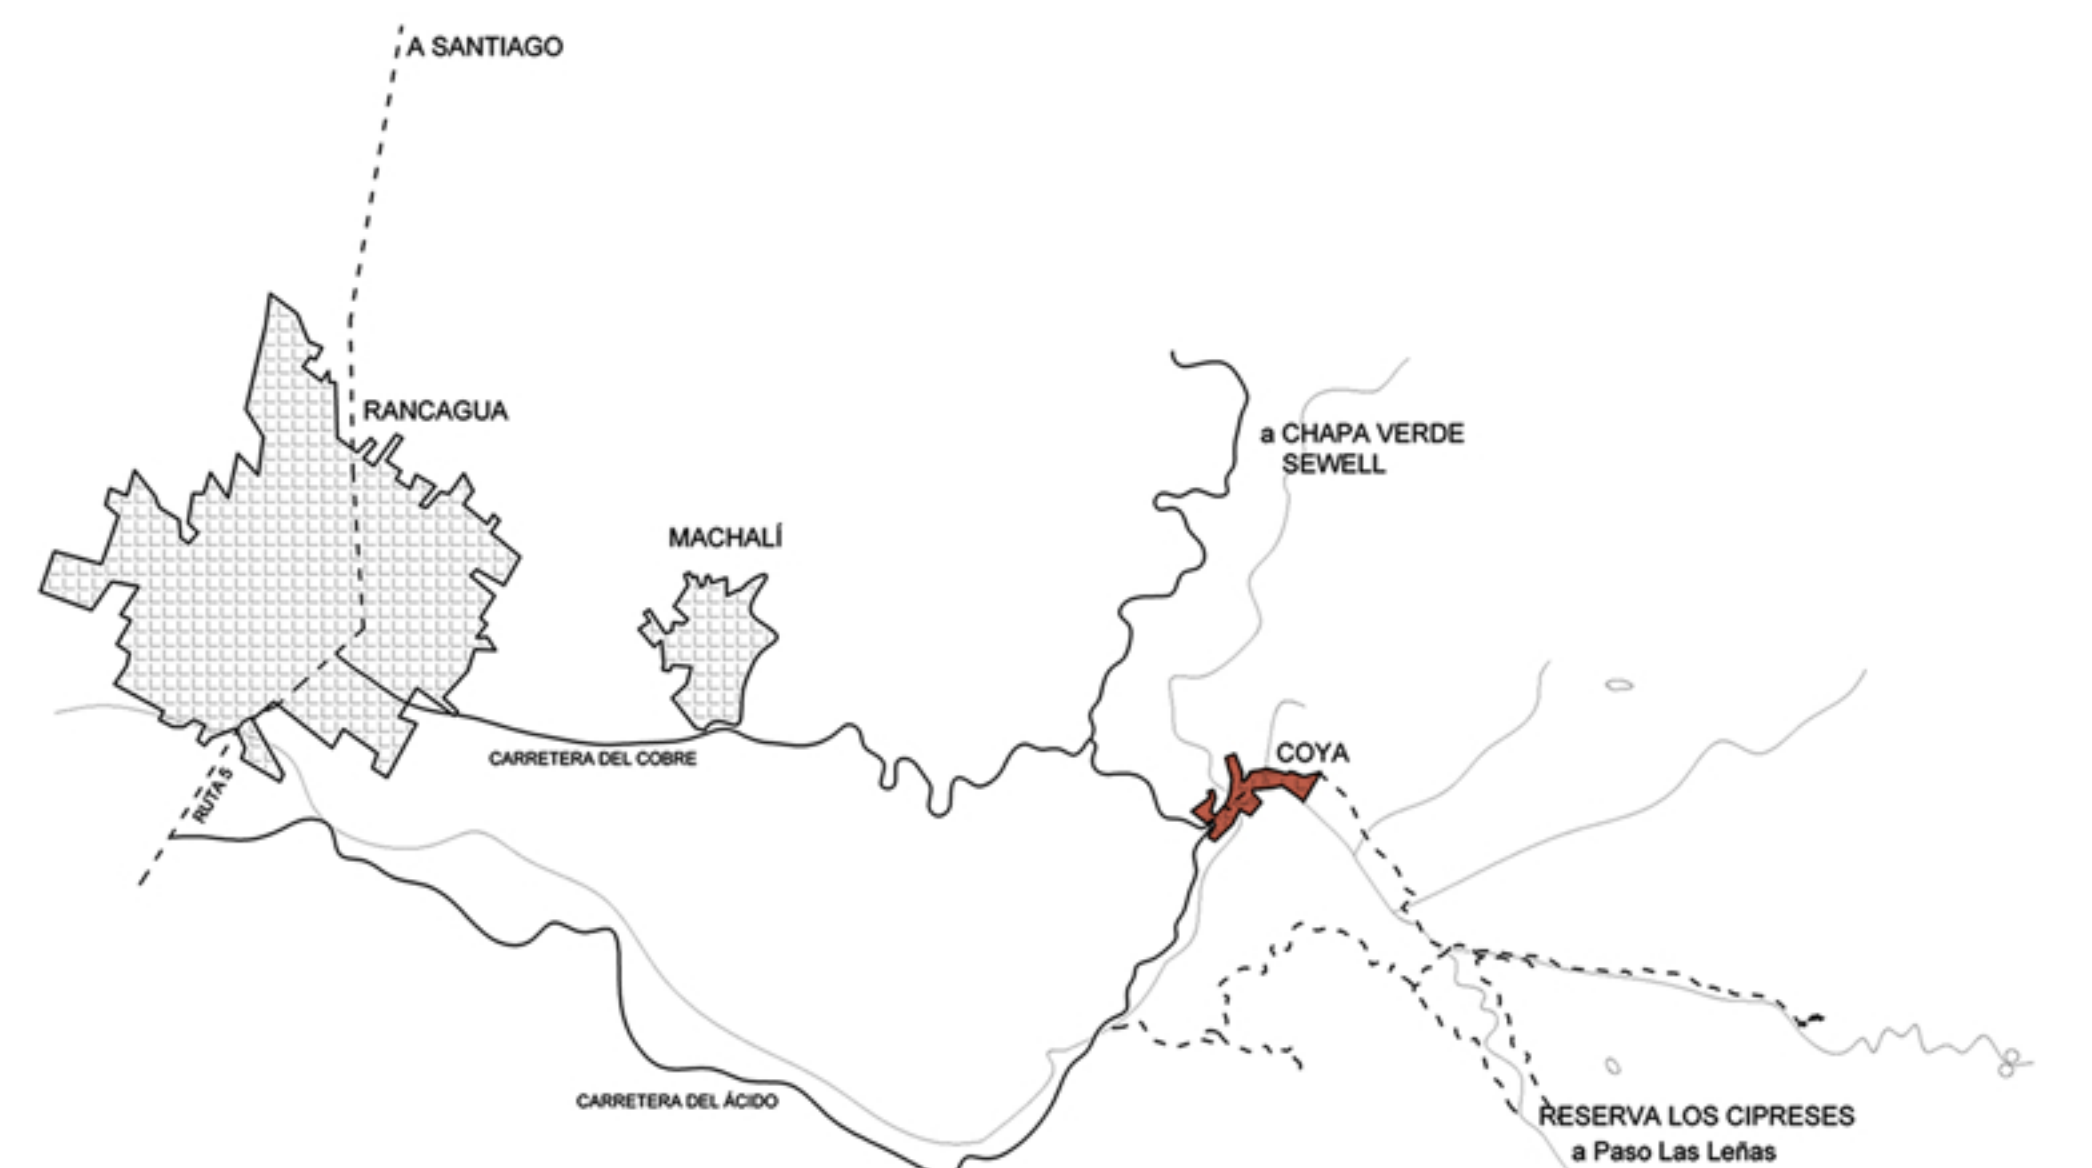 A SANTIAGO
RANCAGUA
a CHAPA VERDE
SEWELL
MACHALÍ
COYA
CARRETERA DEL COBRE
RUTA 5
CARRETERA DEL ÁCIDO
RESERVA LOS CIPRESES
a Paso Las Leñas